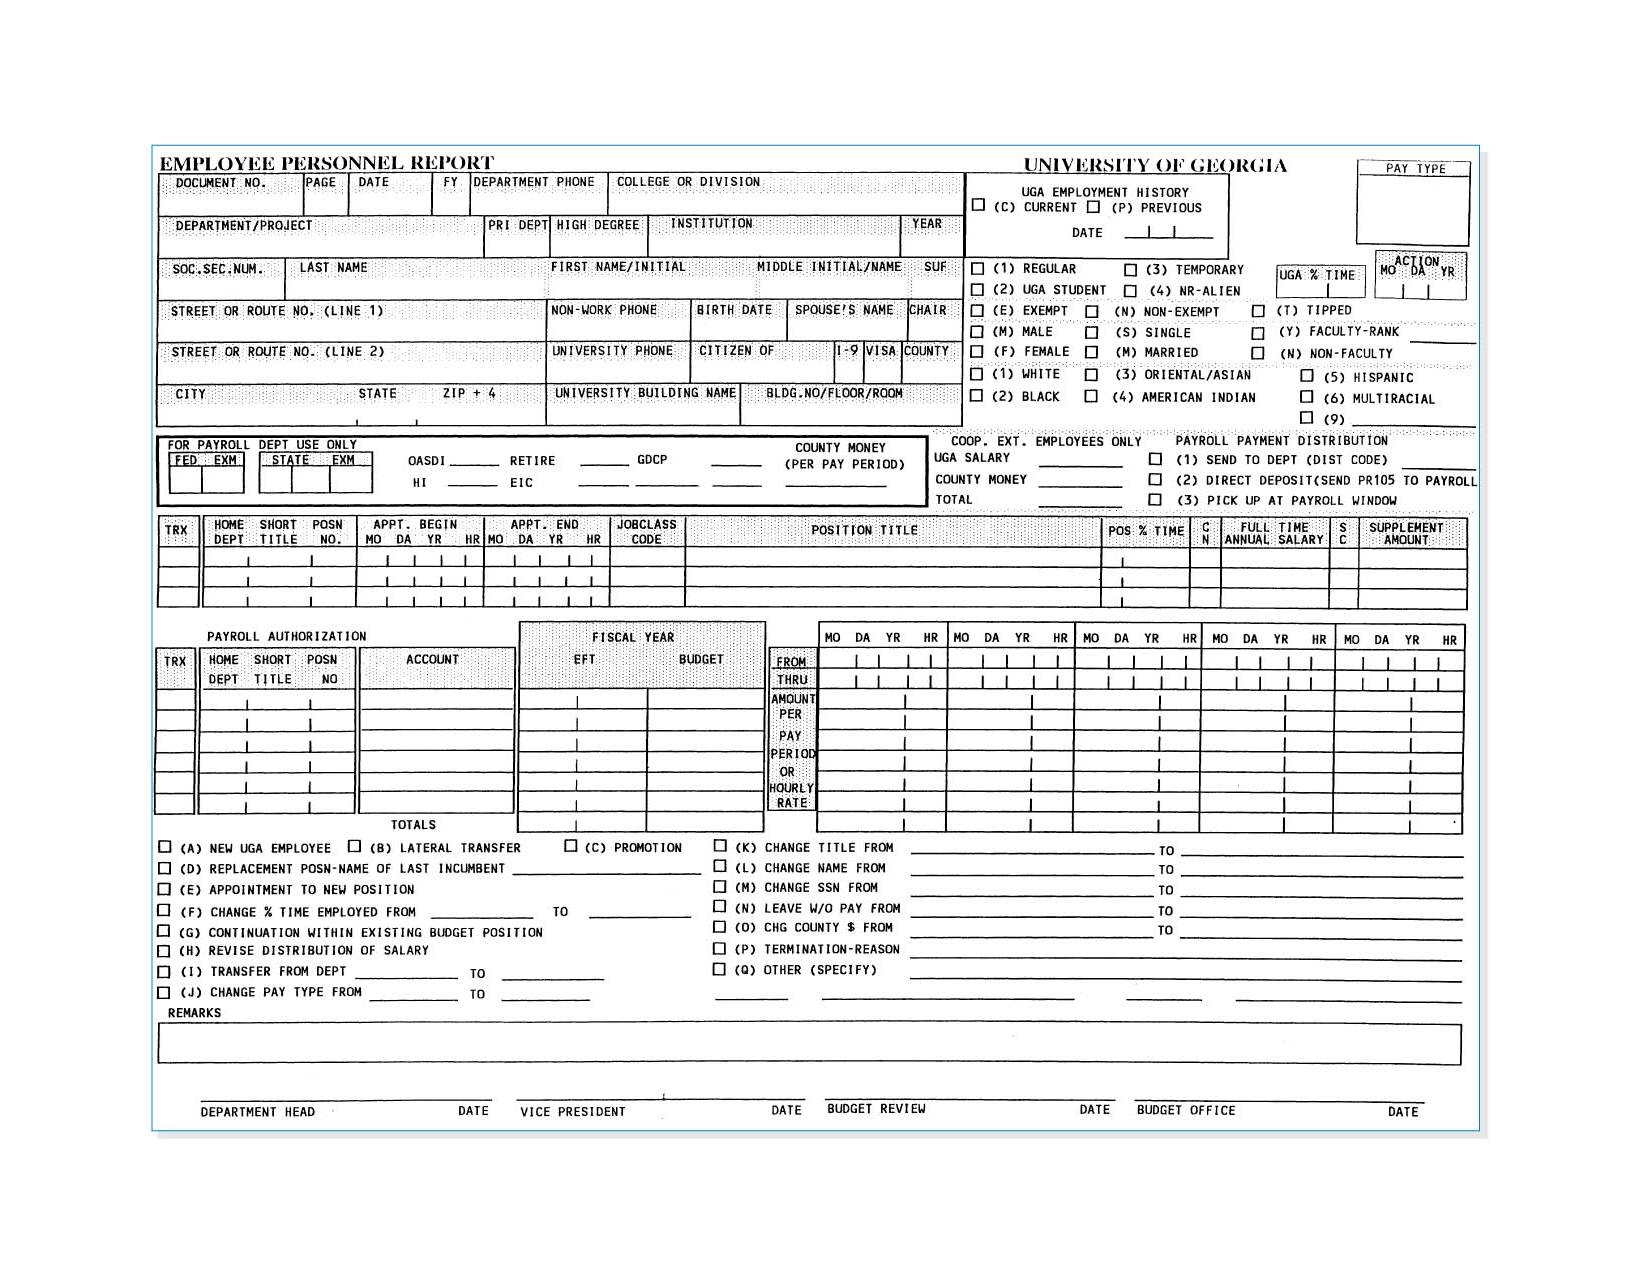 EMPLOYEE PERSONNEL REPORT UNIVERSITY OF GEORGIA
PAY TYPE
DOCUMENT NO. PAGE DATE FY DEPARTMENT PHONE COLLEGE OR DIVISION
UGA EMPLOYMENT HISTORY
(C) CURRENT (P) PREVIOUS
DEPARTMENT/PROJECT PRI DEPT HIGH DEGREE INSTITUTION YEAR
DATE
SOC.SEC.NUM. LAST NAME FIRST NAME/INITIAL MIDDLE INITIAL/NAME SUF
(1) REGULAR (3) TEMPORARY
UGA % TIME
ACTION
MO DA YR
(2) UGA STUDENT (4) NR-ALIEN
STREET OR ROUTE NO. (LINE 1) NON-WORK PHONE BIRTH DATE SPOUSE'S NAME CHAIR
(E) EXEMPT (N) NON-EXEMPT (T) TIPPED
(M) MALE (S) SINGLE (Y) FACULTY-RANK
STREET OR ROUTE NO. (LINE 2) UNIVERSITY PHONE CITIZEN OF I-9 VISA COUNTY
(F) FEMALE (M) MARRIED (N) NON-FACULTY
(1) WHITE (3) ORIENTAL/ASIAN (5) HISPANIC
CITY STATE ZIP + 4 UNIVERSITY BUILDING NAME BLDG.NO/FLOOR/ROOM
(2) BLACK (4) AMERICAN INDIAN (6) MULTIRACIAL
(9)
FOR PAYROLL DEPT USE ONLY
FED EXM STATE EXM
OASDI RETIRE GDCP
HI EIC
COUNTY MONEY
(PER PAY PERIOD)
COOP. EXT. EMPLOYEES ONLY PAYROLL PAYMENT DISTRIBUTION
UGA SALARY (1) SEND TO DEPT (DIST CODE)
COUNTY MONEY (2) DIRECT DEPOSIT(SEND PR105 TO PAYROLL
TOTAL (3) PICK UP AT PAYROLL WINDOW
TRX HOME SHORT POSN APPT. BEGIN APPT. END JOBCLASS POSITION TITLE POS % TIME C FULL TIME S SUPPLEMENT
DEPT TITLE NO. MO DA YR HR MO DA YR HR CODE N ANNUAL SALARY C AMOUNT
PAYROLL AUTHORIZATION FISCAL YEAR MO DA YR HR MO DA YR HR MO DA YR HR MO DA YR HR MO DA YR HR
TRX HOME SHORT POSN ACCOUNT EFT BUDGET FROM
DEPT TITLE NO THRU
AMOUNT
PER
PAY
PERIOD
OR
HOURLY
RATE
TOTALS
(A) NEW UGA EMPLOYEE (B) LATERAL TRANSFER (C) PROMOTION (K) CHANGE TITLE FROM TO
(D) REPLACEMENT POSN-NAME OF LAST INCUMBENT (L) CHANGE NAME FROM TO
(E) APPOINTMENT TO NEW POSITION (M) CHANGE SSN FROM TO
(F) CHANGE % TIME EMPLOYED FROM TO (N) LEAVE W/O PAY FROM TO
(G) CONTINUATION WITHIN EXISTING BUDGET POSITION (O) CHG COUNTY $ FROM TO
(H) REVISE DISTRIBUTION OF SALARY (P) TERMINATION-REASON
(I) TRANSFER FROM DEPT TO (Q) OTHER (SPECIFY)
(J) CHANGE PAY TYPE FROM TO
REMARKS
DEPARTMENT HEAD DATE VICE PRESIDENT DATE BUDGET REVIEW DATE BUDGET OFFICE DATE